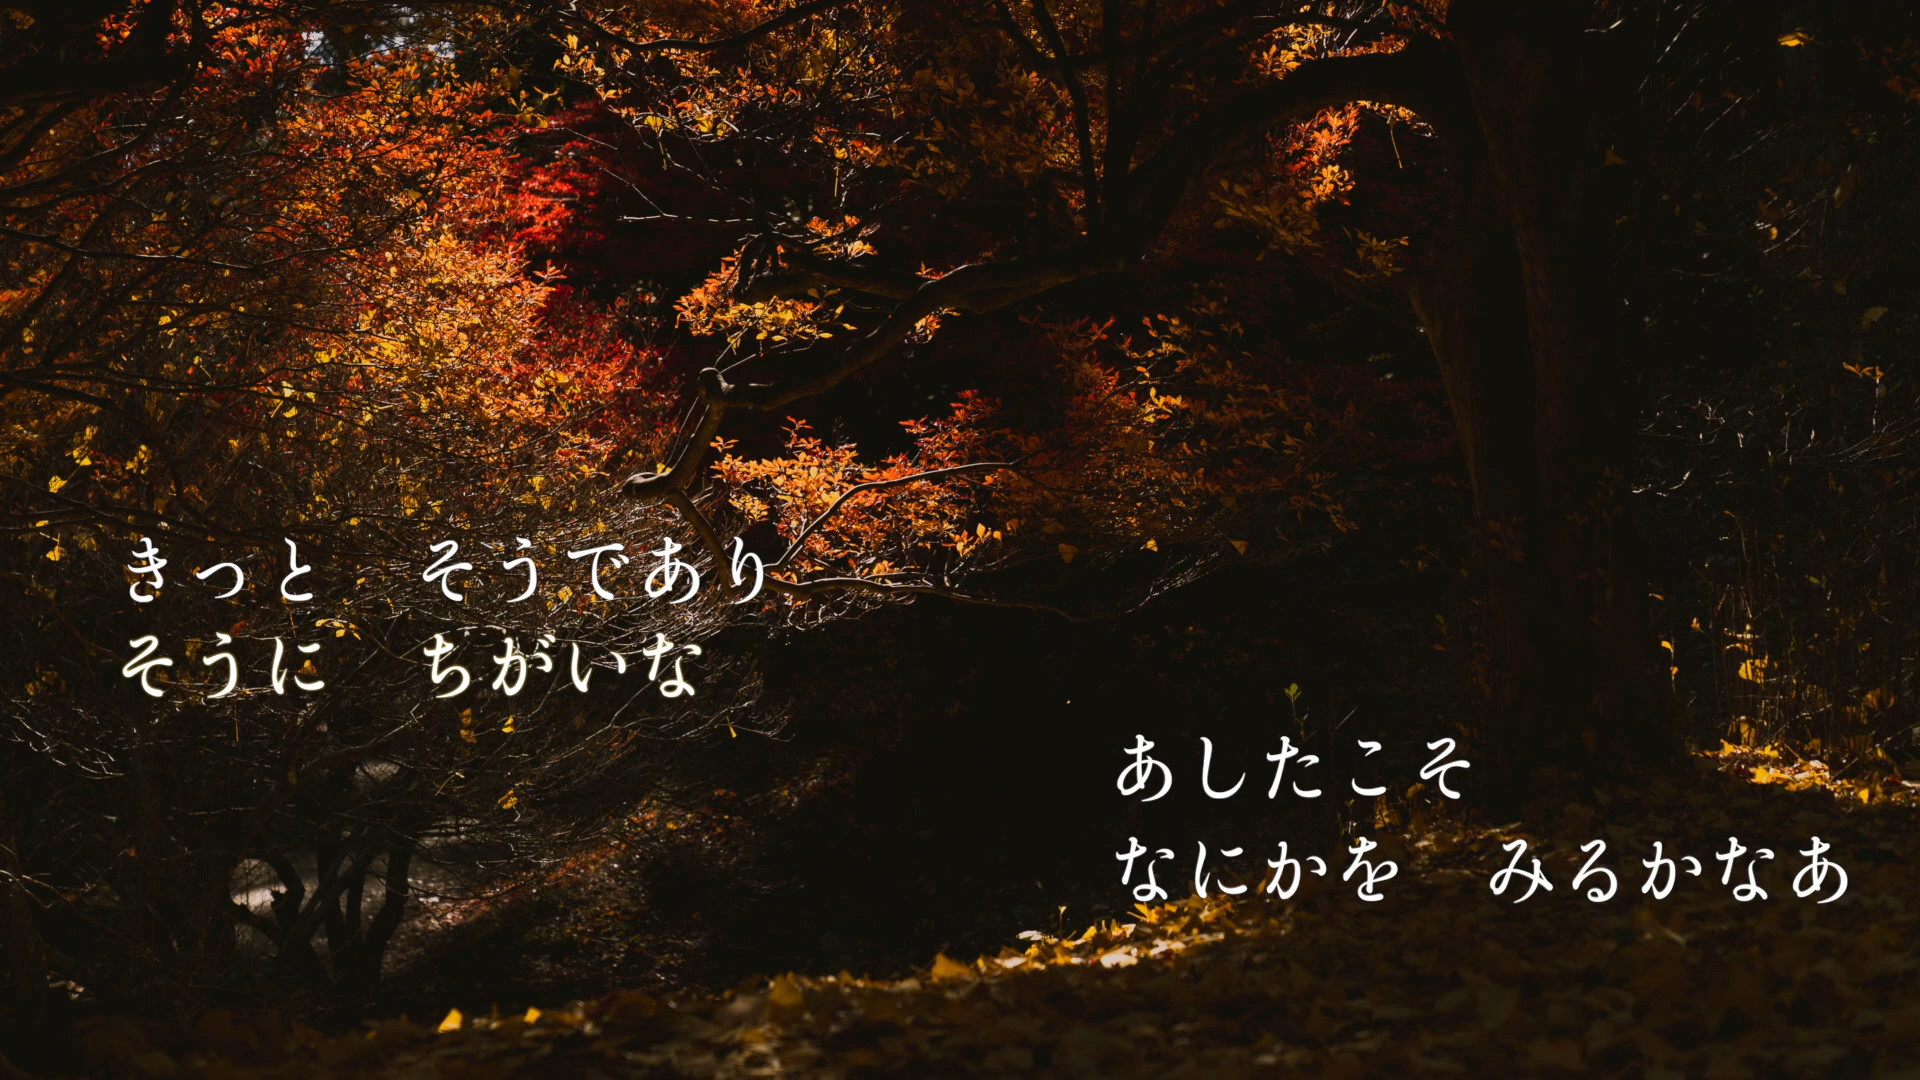 きっと　そうであり
そうに　ちがいな
あしたこそ
なにかを　みるかなあ